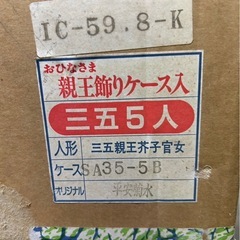 IC-59.8-K
おひなさま
親王飾りケース入
三五5人
人形 三五親王芥子官女
ケース SA35-5B
オリジナル 平安